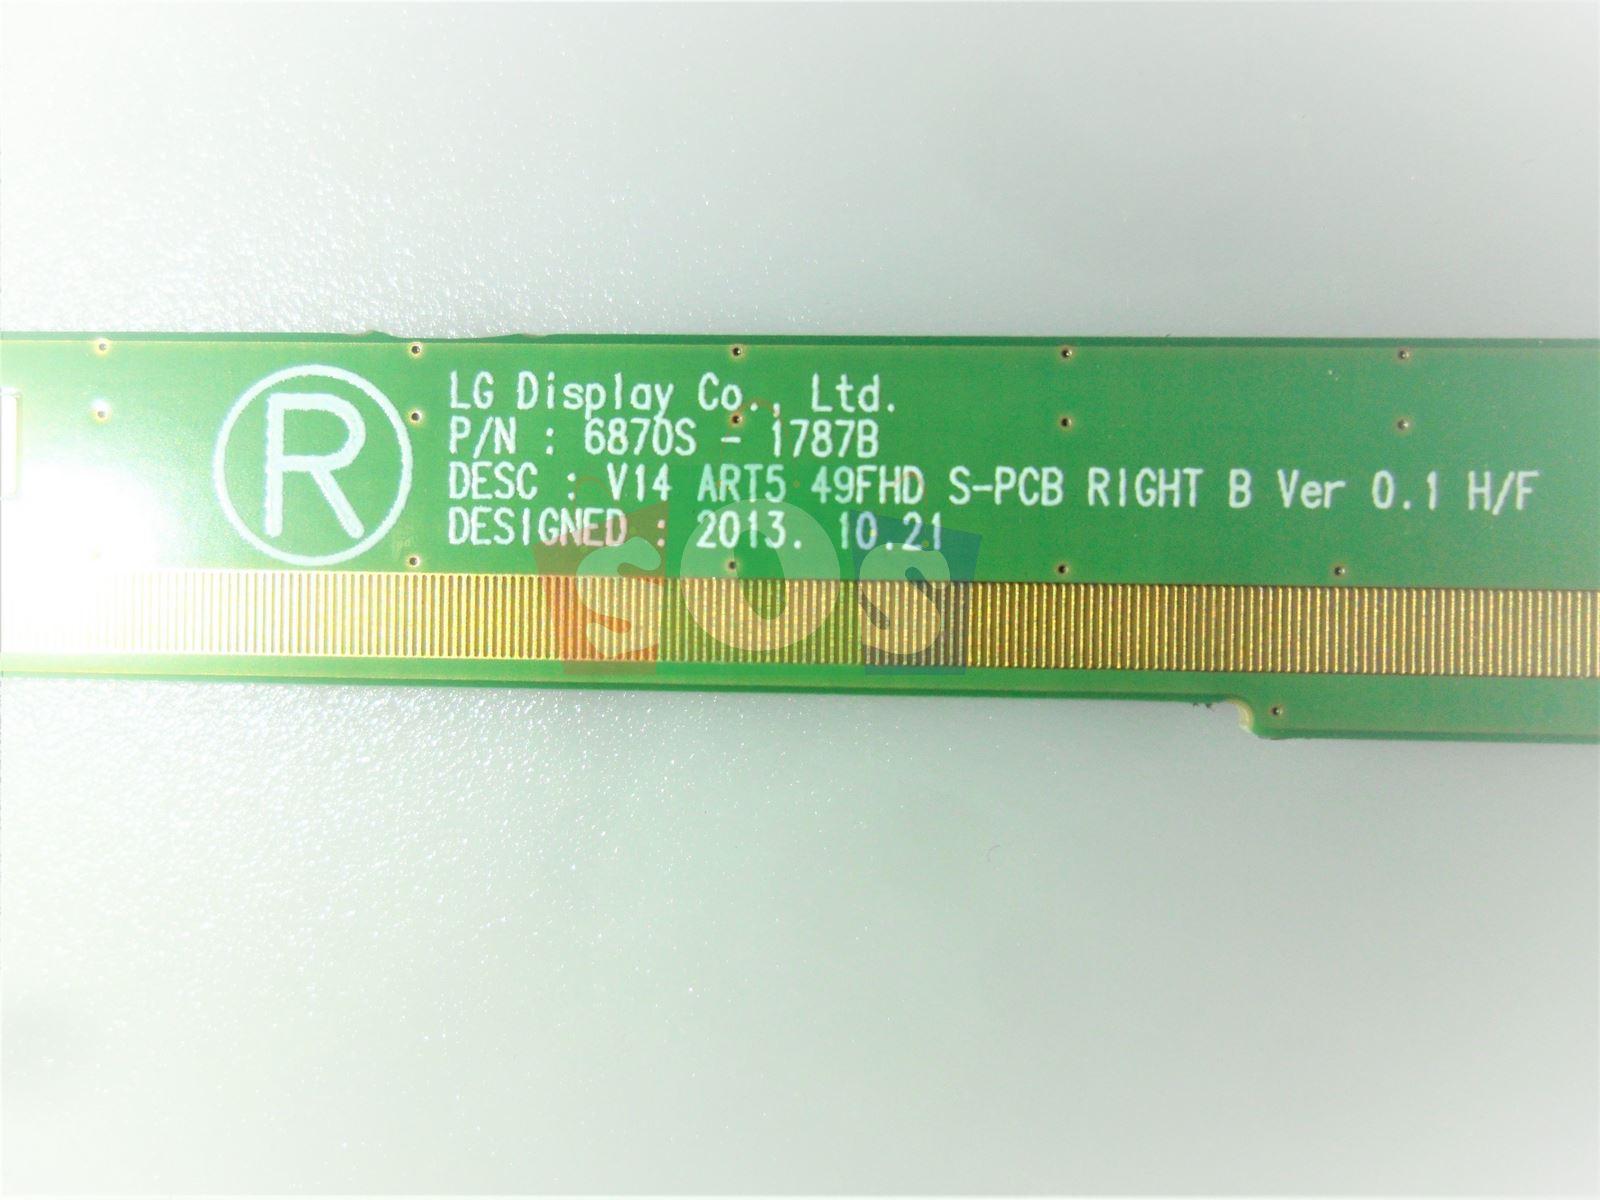 R
LG Display Co., Ltd.
P/N : 6870S - 1787B
DESC : V14 ART5 49FHD S-PCB RIGHT B Ver 0.1 H/F
DESIGNED : 2013. 10.21
SOS